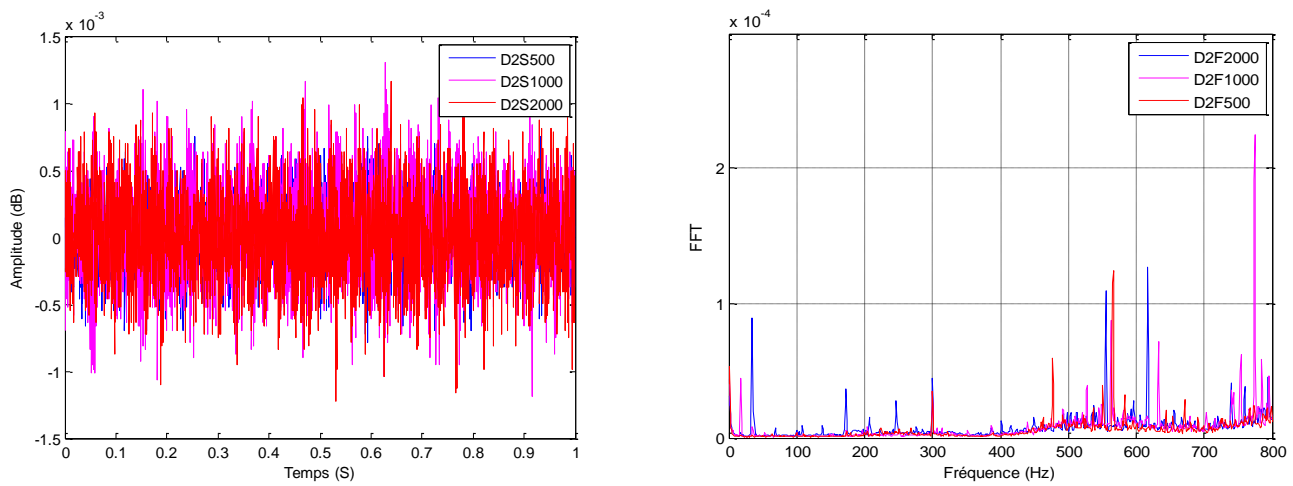 x 10-3
1.5
1
0.5
0
-0.5
-1
-1.5
0 0.1 0.2 0.3 0.4 0.5 0.6 0.7 0.8 0.9 1
Temps (S)
Amplitude (dB)
D2S500
D2S1000
D2S2000
x 10-4
2
1
0
0 100 200 300 400 500 600 700 800
Fréquence (Hz)
FFT
D2F2000
D2F1000
D2F500